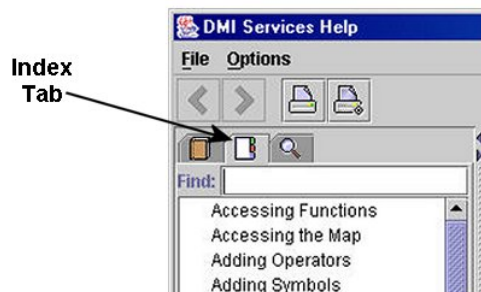 DMI Services Help
File Options
Index
Tab
Find:
Accessing Functions
Accessing the Map
Adding Operators
Adding Symbols